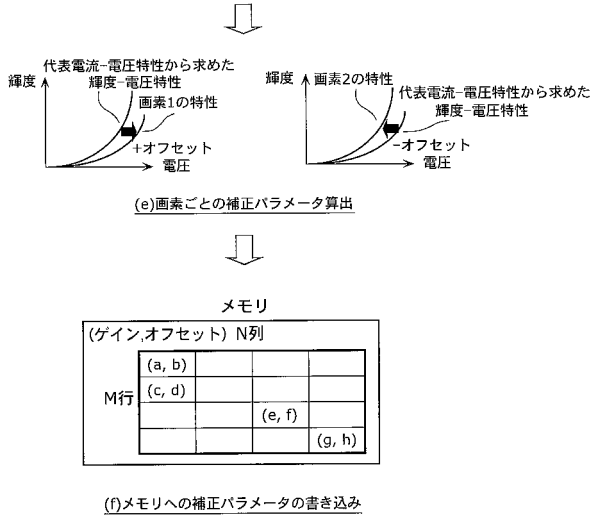 代表電流-電圧特性から求めた
輝度-電圧特性
輝度
画素1の特性
+オフセット
電圧
輝度
画素2の特性
代表電流-電圧特性から求めた
輝度-電圧特性
-オフセット
電圧
(e)画素ごとの補正パラメータ算出
メモリ
(ゲイン,オフセット) N列
M行
(a, b)
(c, d)
(e, f)
(g, h)
(f)メモリへの補正パラメータの書き込み